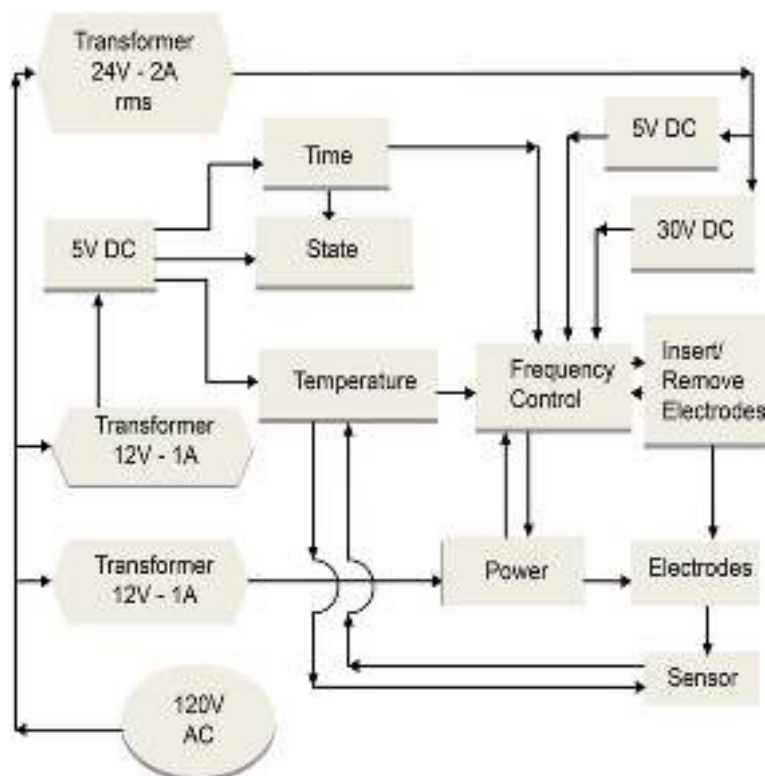 Transformer
24V - 2A
rms
5V DC
Time
30V DC
5V DC
State
Insert/
Remove
Electrodes
Frequency
Control
Temperature
Transformer
12V - 1A
Transformer
12V - 1A
Power
Electrodes
Sensor
120V
AC